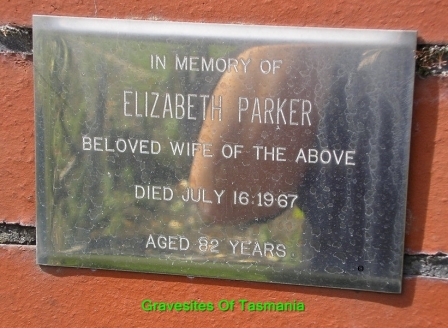 IN MEMORY OF
ELIZABETH PARKER
BELOVED WIFE OF THE ABOVE
DIED JULY 16.1967
AGED 82 YEARS
Gravesites Of Tasmania